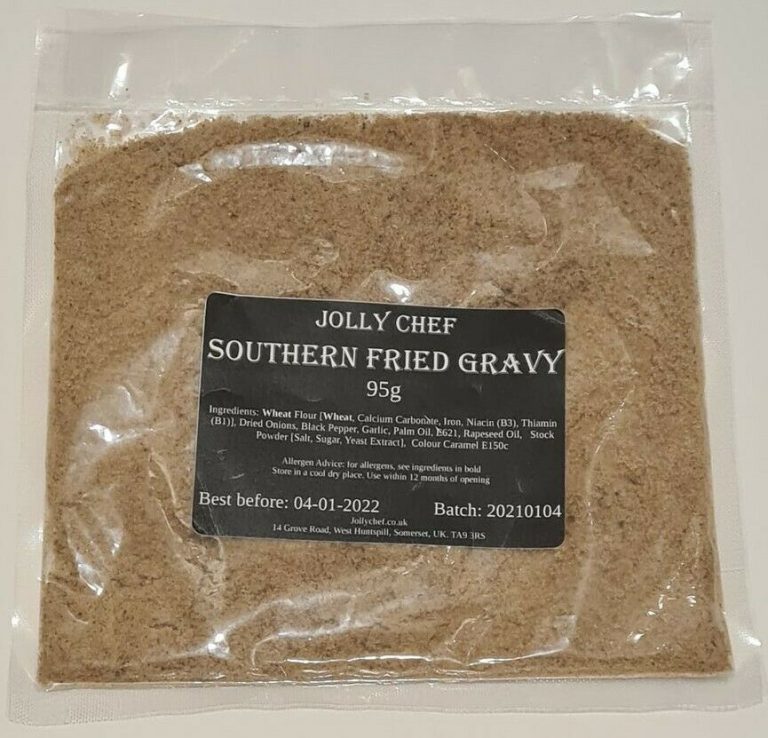 JOLLY CHEF
SOUTHERN FRIED GRAVY
95g
Ingredients: Wheat Flour [Wheat, Calcium Carbonate, Iron, Niacin (B3), Thiamin
(B1)], Dried Onions, Black Pepper, Garlic, Palm Oil, E621, Rapeseed Oil, Stock
Powder [Salt, Sugar, Yeast Extract], Colour Caramel E150c
Allergen Advice: for allergens, see ingredients in bold
Store in a cool dry place. Use within 12 months of opening
Best before: 04-01-2022 Batch: 20210104
Jollychef.co.uk
14 Grove Road, West Huntspill, Somerset, UK. TA9 3RS